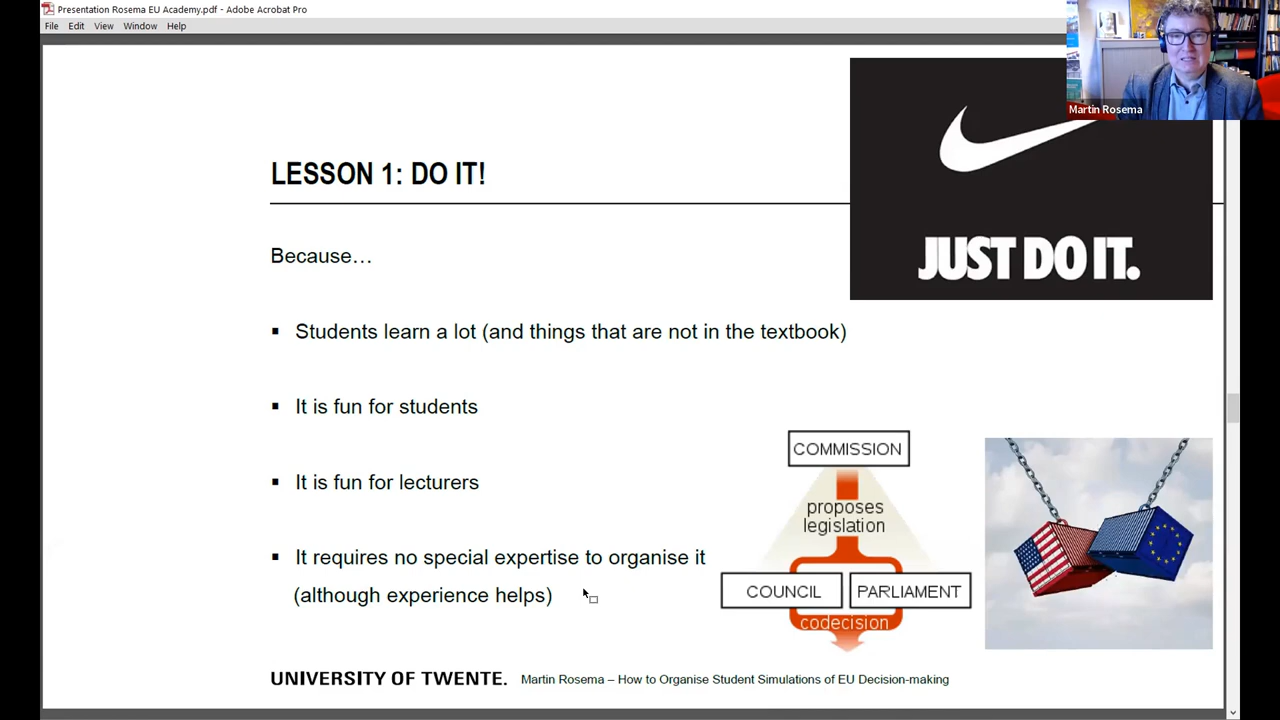 Presentation Rosema EU Academy.pdf - Adobe Acrobat Pro
File Edit View Window Help
Martin Rosema
LESSON 1: DO IT!
JUST DO IT.
Because…
▪ Students learn a lot (and things that are not in the textbook)
▪ It is fun for students
▪ It is fun for lecturers
▪ It requires no special expertise to organise it
(although experience helps)
COMMISSION
proposes
legislation
COUNCIL PARLIAMENT
codecision
UNIVERSITY OF TWENTE. Martin Rosema – How to Organise Student Simulations of EU Decision-making